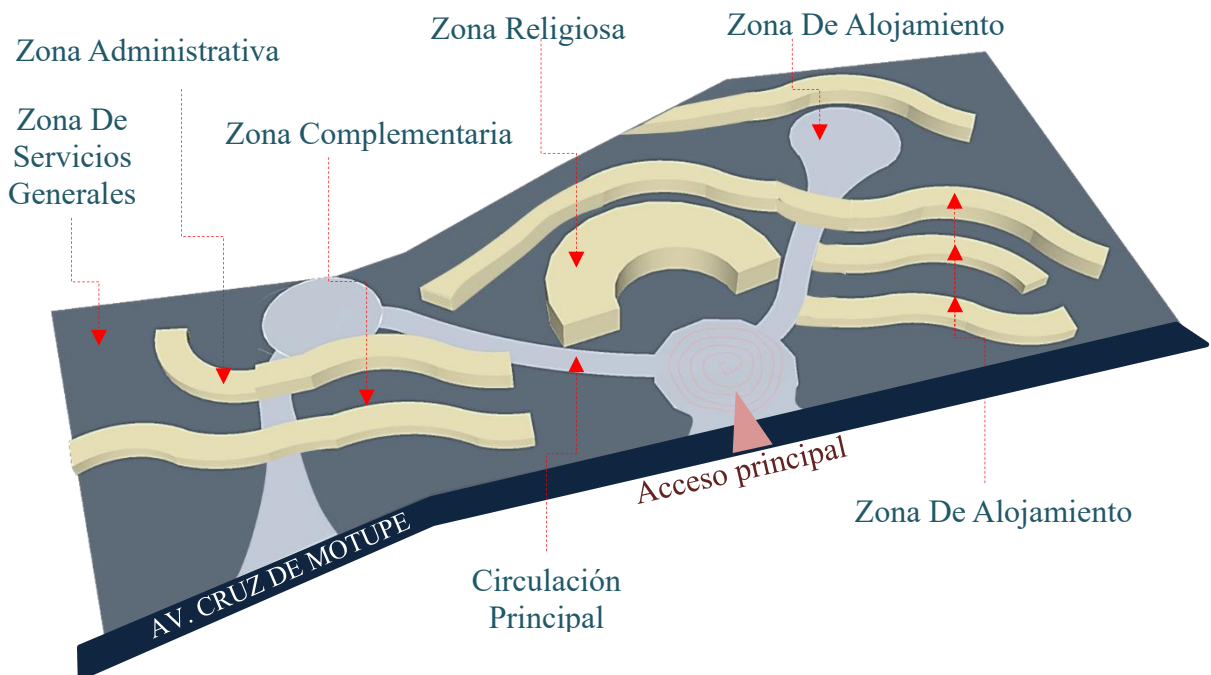 Zona Religiosa
Zona De Alojamiento
Zona Administrativa
Zona De
Servicios
Generales
Zona Complementaria
Acceso principal
Zona De Alojamiento
AV. CRUZ DE MOTUPE
Circulación
Principal